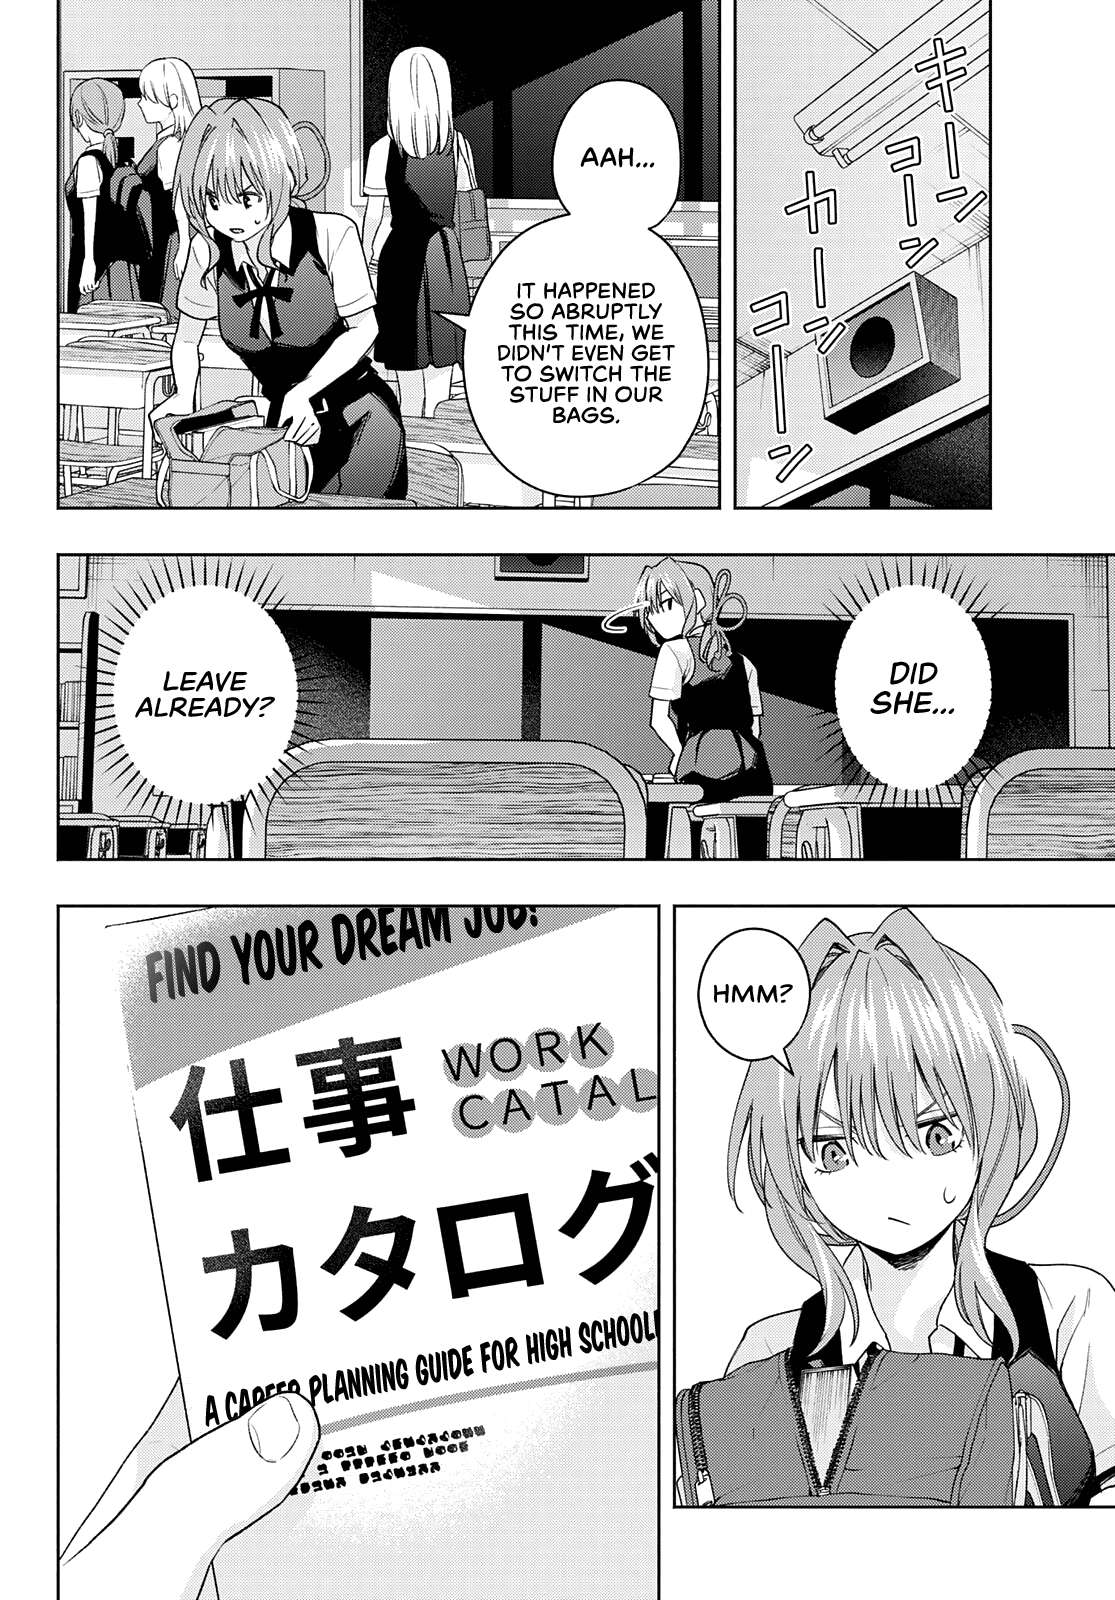 キーン
コーン
カーコーン
AAH...
IT HAPPENED
SO ABRUPTLY
THIS TIME, WE
DIDN'T EVEN GET
TO SWITCH THE
STUFF IN OUR
BAGS.
DID
SHE...
LEAVE
ALREADY?
HMM?
FIND YOUR DREAM JOB!
仕事
WORK
CATAL
カタログ
A CAREER PLANNING GUIDE FOR HIGH SCHOOL